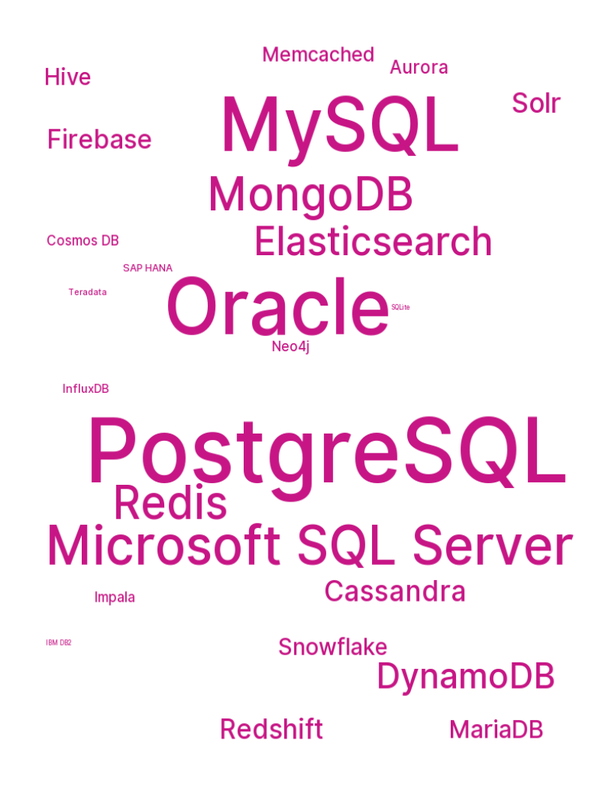 Memcached
Aurora
Hive
Solr
MySQL
Firebase
MongoDB
Elasticsearch
Cosmos DB
SAP HANA
Teradata
Oracle
SQLite
Neo4j
InfluxDB
PostgreSQL
Redis
Microsoft SQL Server
Cassandra
Impala
IBM DB2
Snowflake
DynamoDB
Redshift
MariaDB